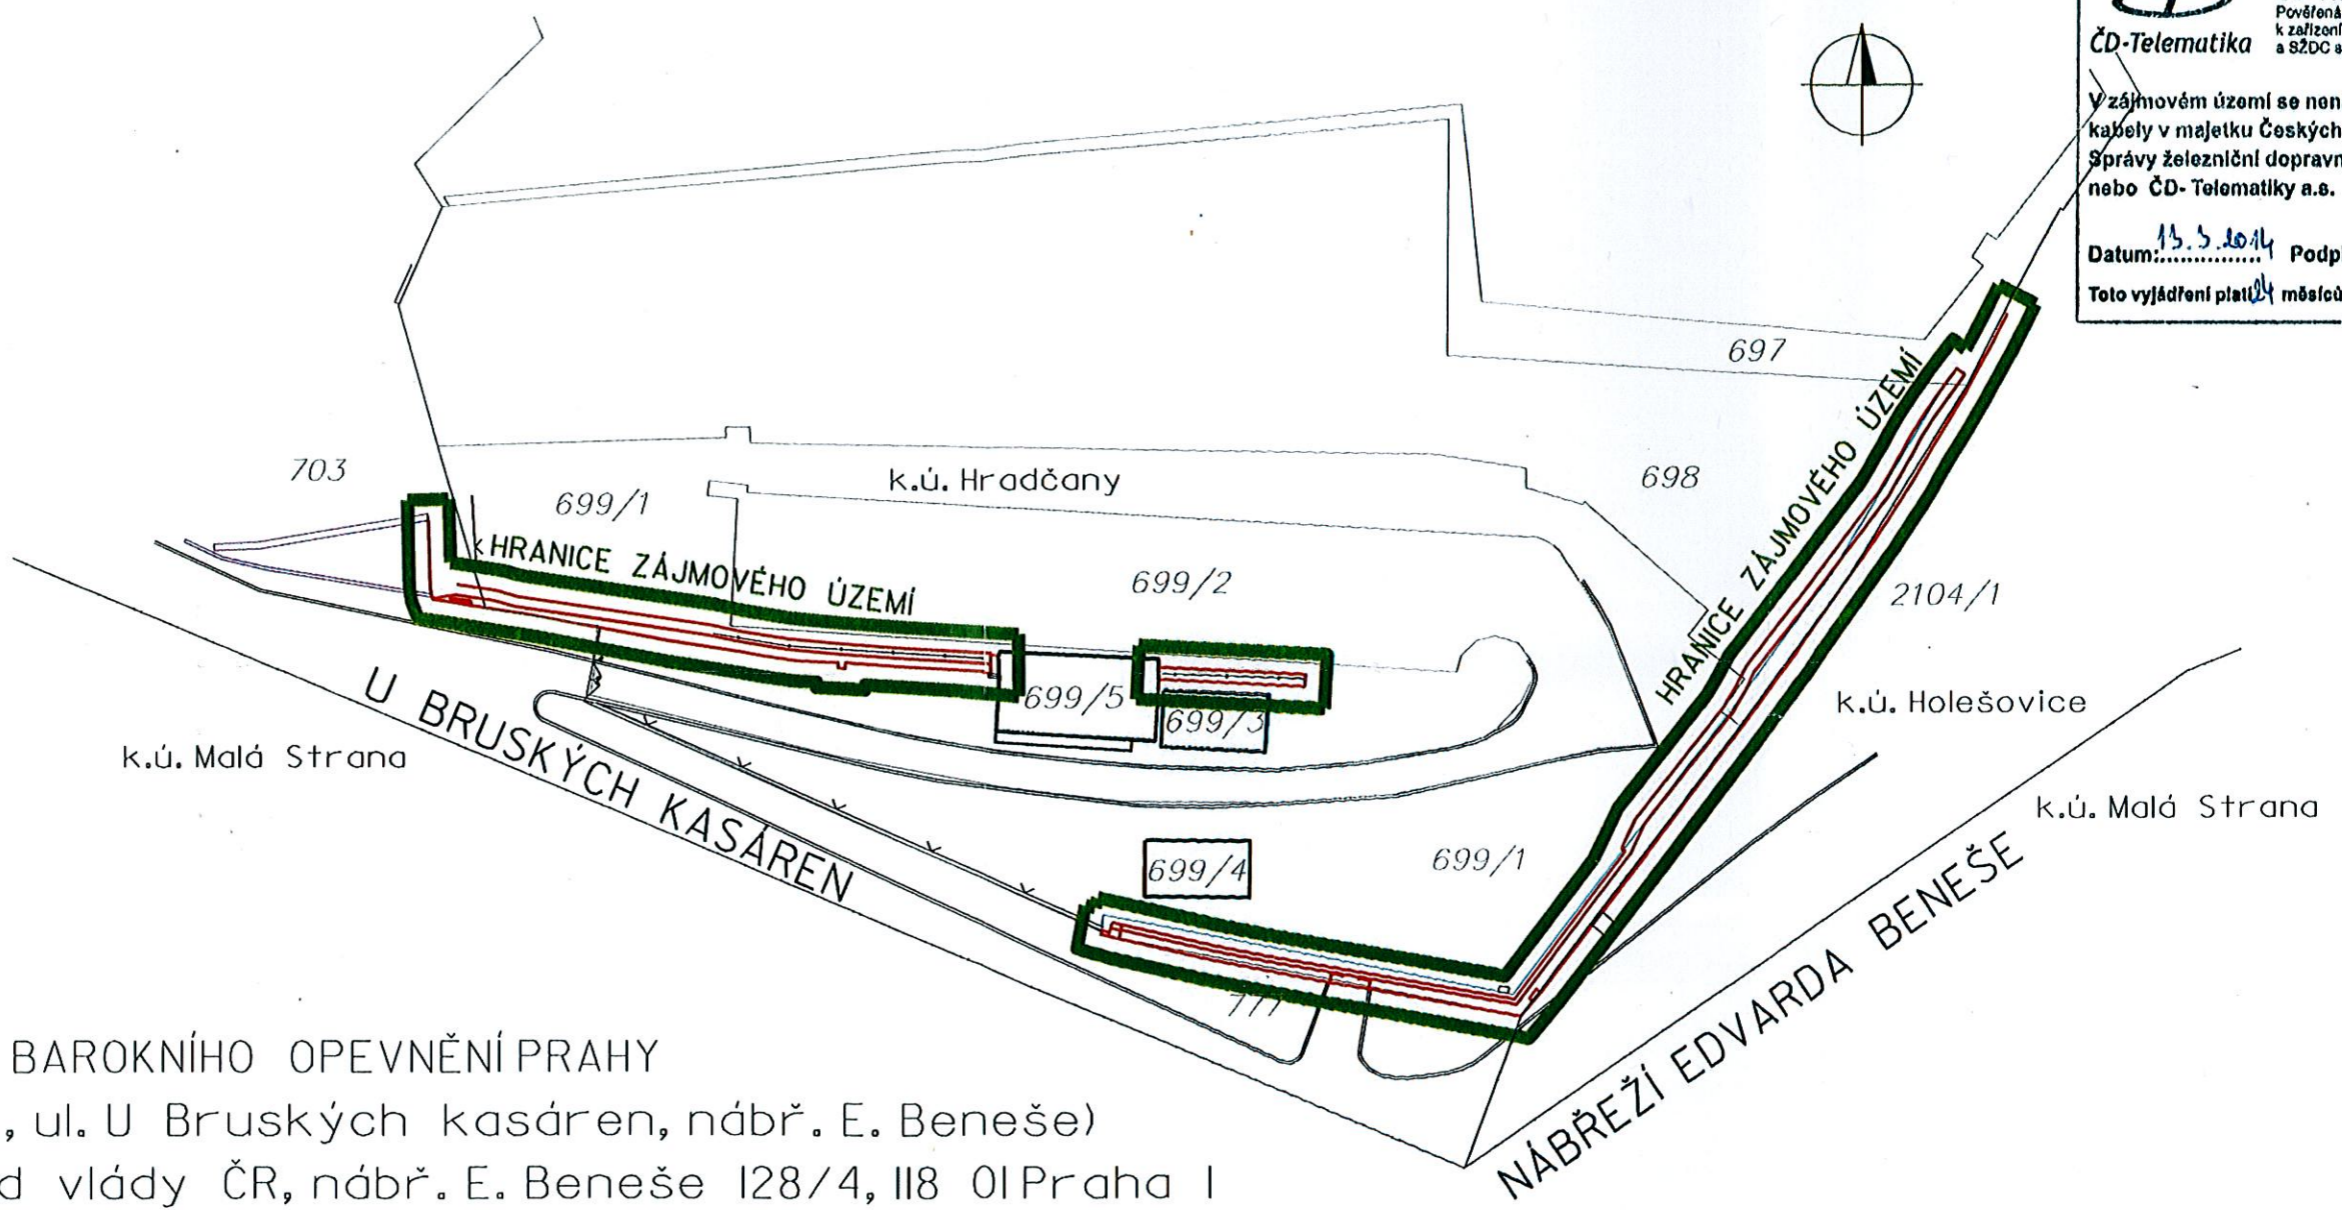 Pověřená
k zařízení
a SŽDC s
ČD-Telematika
V zájmovém území se
kabely v majetku Českých
Správy železniční dopravn
nebo ČD- Telematiky a.s.
Datum: 13.3.2014 Podp
Toto vyjádření platí 24 měsíců
697
703
k.ú. Hradčany
698
699/1
HRANICE ZÁJMOVÉHO ÚZEMÍ
HRANICE ZÁJMOVÉHO ÚZEMÍ
699/2
2104/1
699/5
699/3
k.ú. Holešovice
U BRUSKÝCH KASÁREN
k.ú. Malá Strana
k.ú. Malá Strana
699/4
699/1
777
NÁBŘEŽÍ EDVARDA BENEŠE
BAROKNÍHO OPEVNĚNÍ PRAHY
, ul. U Bruských kasáren, nábř. E. Beneše)
d vlády ČR, nábř. E. Beneše 128/4, 118 01 Praha 1